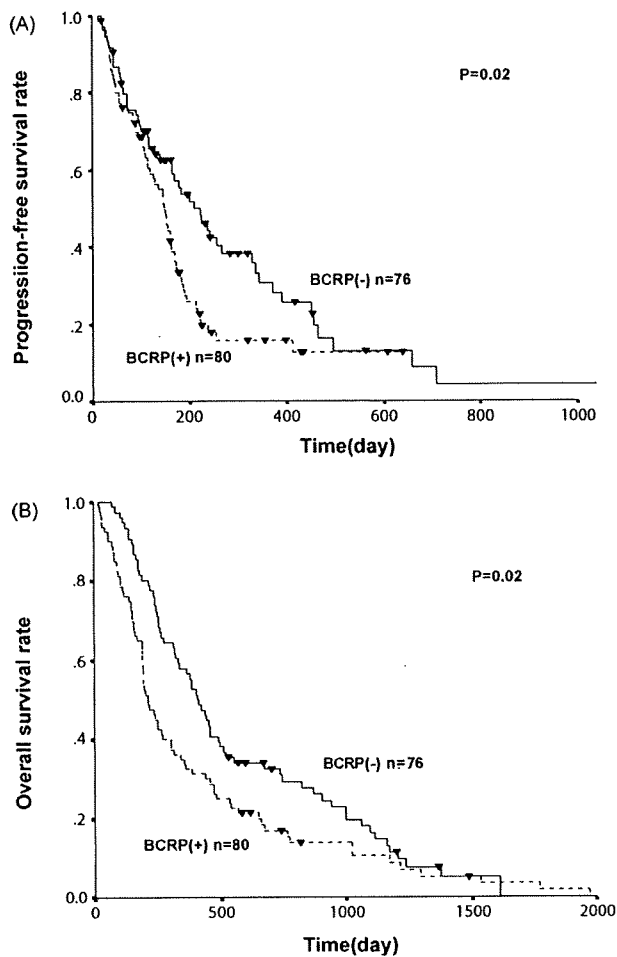 (A)
1.0
.8
.6
.4
.2
0.0
Progressiion-free survival rate
P=0.02
BCRP(-) n=76
BCRP(+) n=80
0 200 400 600 800 1000
Time(day)
(B)
1.0
.8
.6
.4
.2
0.0
Overall survival rate
P=0.02
BCRP(-) n=76
BCRP(+) n=80
0 500 1000 1500 2000
Time(day)